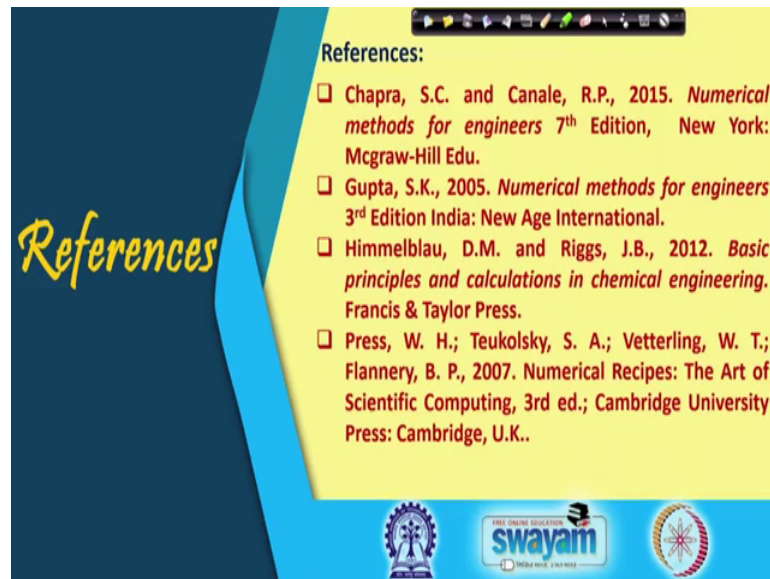 References:
References
❑ Chapra, S.C. and Canale, R.P., 2015. Numerical
methods for engineers 7th Edition, New York:
Mcgraw-Hill Edu.
❑ Gupta, S.K., 2005. Numerical methods for engineers
3rd Edition India: New Age International.
❑ Himmelblau, D.M. and Riggs, J.B., 2012. Basic
principles and calculations in chemical engineering.
Francis & Taylor Press.
❑ Press, W. H.; Teukolsky, S. A.; Vetterling, W. T.;
Flannery, B. P., 2007. Numerical Recipes: The Art of
Scientific Computing, 3rd ed.; Cambridge University
Press: Cambridge, U.K..
FREE ONLINE EDUCATION
swayam